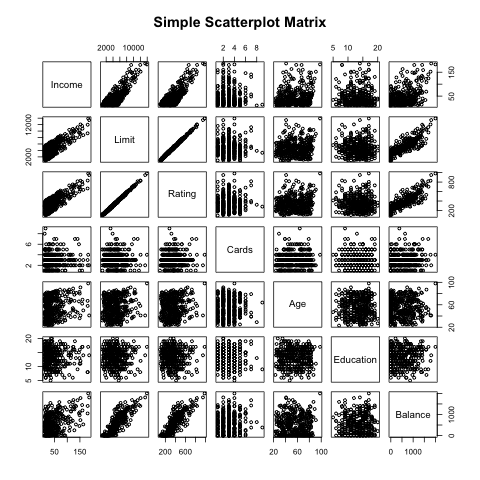 Simple Scatterplot Matrix
2000 10000
2 4 6 8
5 10 20
Income
50 150
2000 12000
Limit
Rating
200 800
2 6
Cards
Age
20 60 100
5 10 20
Education
Balance
0 1000
50 150
200 600
20 60 100
0 1000